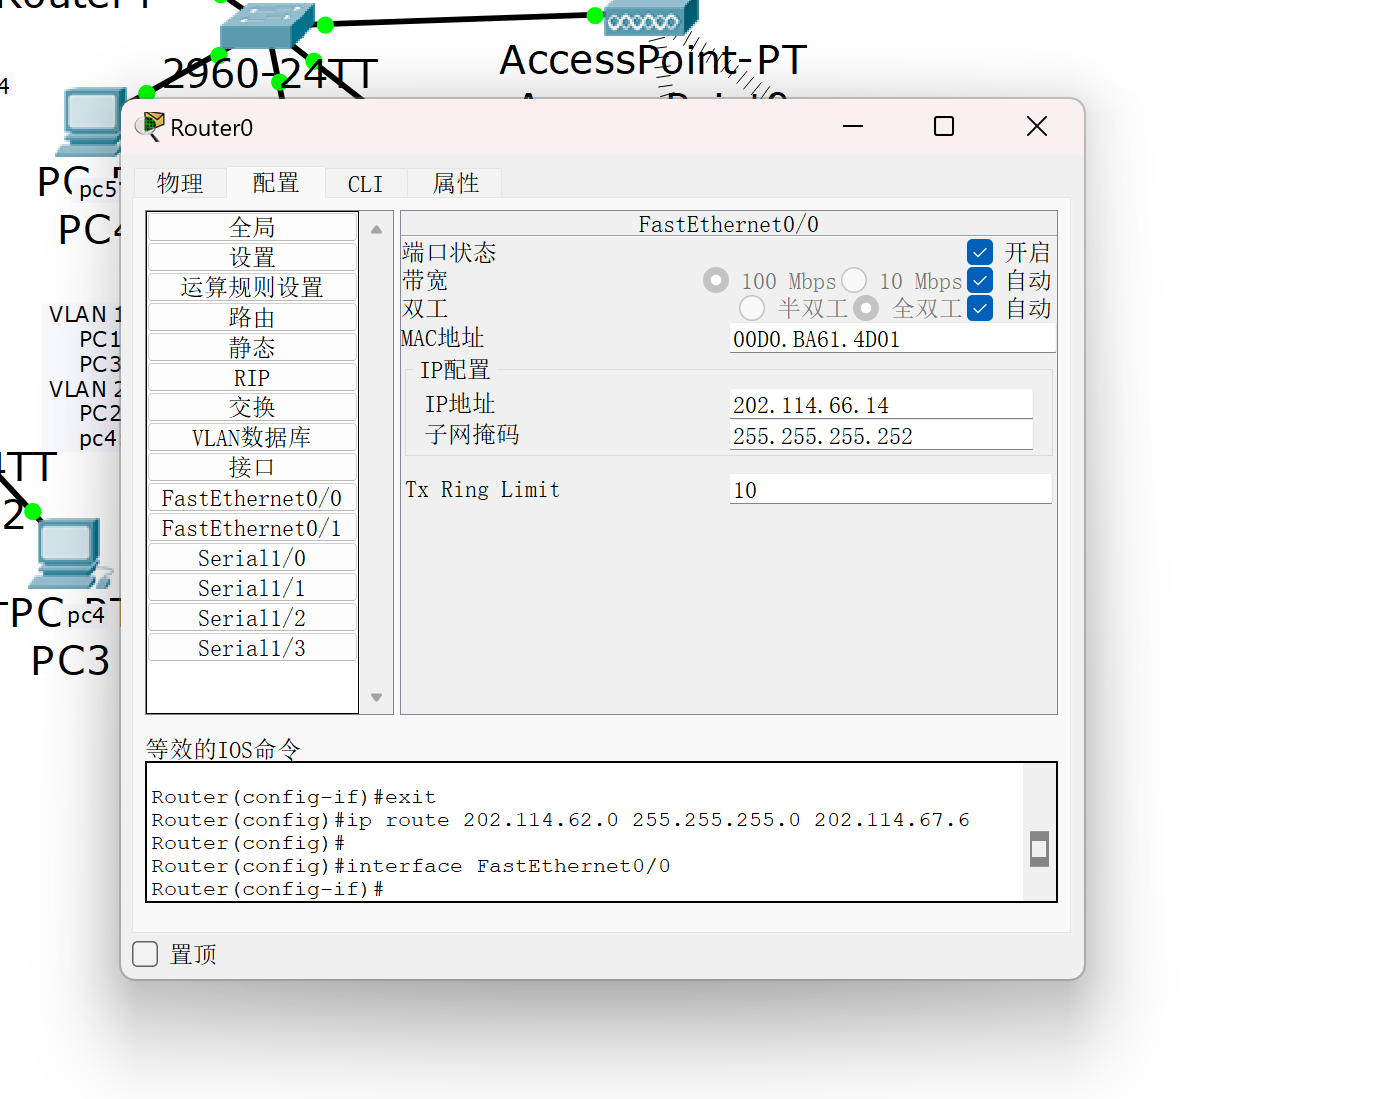 2960-24TT
AccessPoint-PT
4
Router0
物理
配置
CLI
属性
pc5
VLAN 1
PC1
PC3
VLAN 2
PC2
pc4
4TT
2
pc4
PC3
全局
设置
运算规则设置
路由
静态
RIP
交换
VLAN数据库
接口
FastEthernet0/0
FastEthernet0/1
Serial1/0
Serial1/1
Serial1/2
Serial1/3
FastEthernet0/0
端口状态 开启
带宽 100 Mbps 10 Mbps 自动
双工 半双工 全双工 自动
MAC地址 00D0.BA61.4D01
IP配置
IP地址 202.114.66.14
子网掩码 255.255.255.252
Tx Ring Limit 10
等效的IOS命令
Router(config-if)#exit
Router(config)#ip route 202.114.62.0 255.255.255.0 202.114.67.6
Router(config)#
Router(config)#interface FastEthernet0/0
Router(config-if)#
置顶